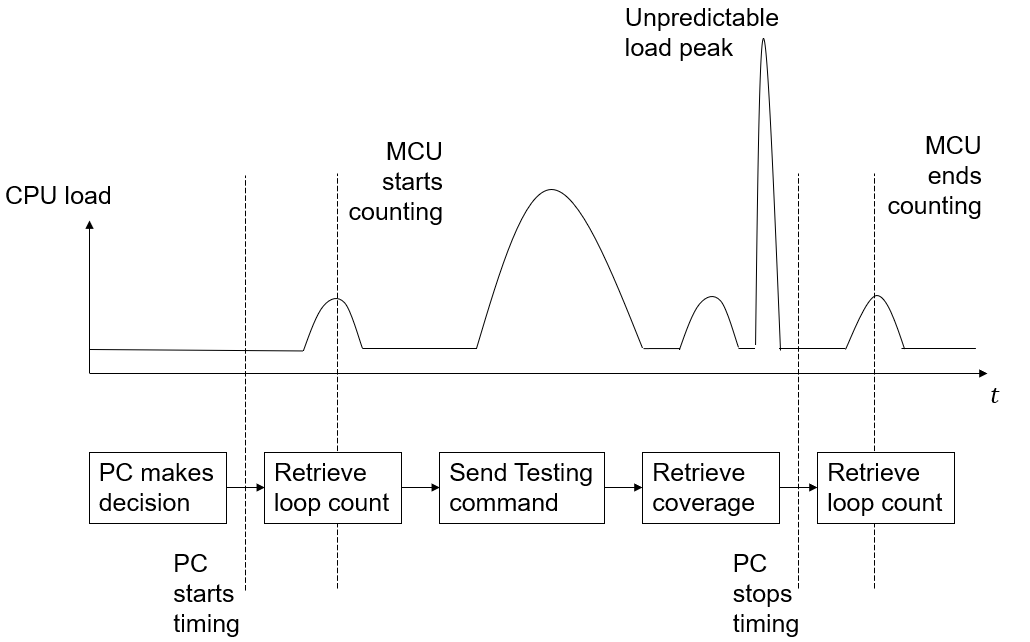 Unpredictable
load peak
MCU
starts
counting
MCU
ends
counting
CPU load
t
PC makes
decision
Retrieve
loop count
Send Testing
command
Retrieve
coverage
Retrieve
loop count
PC
starts
timing
PC
stops
timing